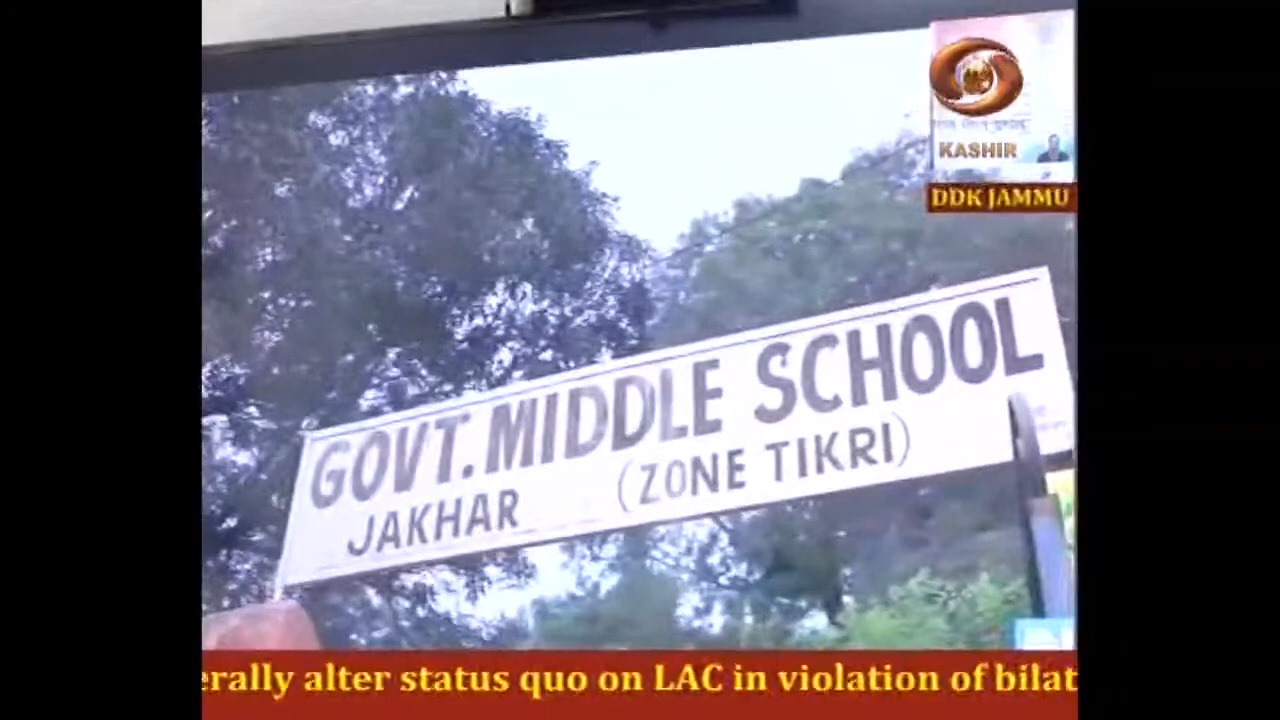 KASHIR
DDK JAMMU
GOVT. MIDDLE SCHOOL
JAKHAR (ZONE TIKRI)
erally alter status quo on LAC in violation of bilat